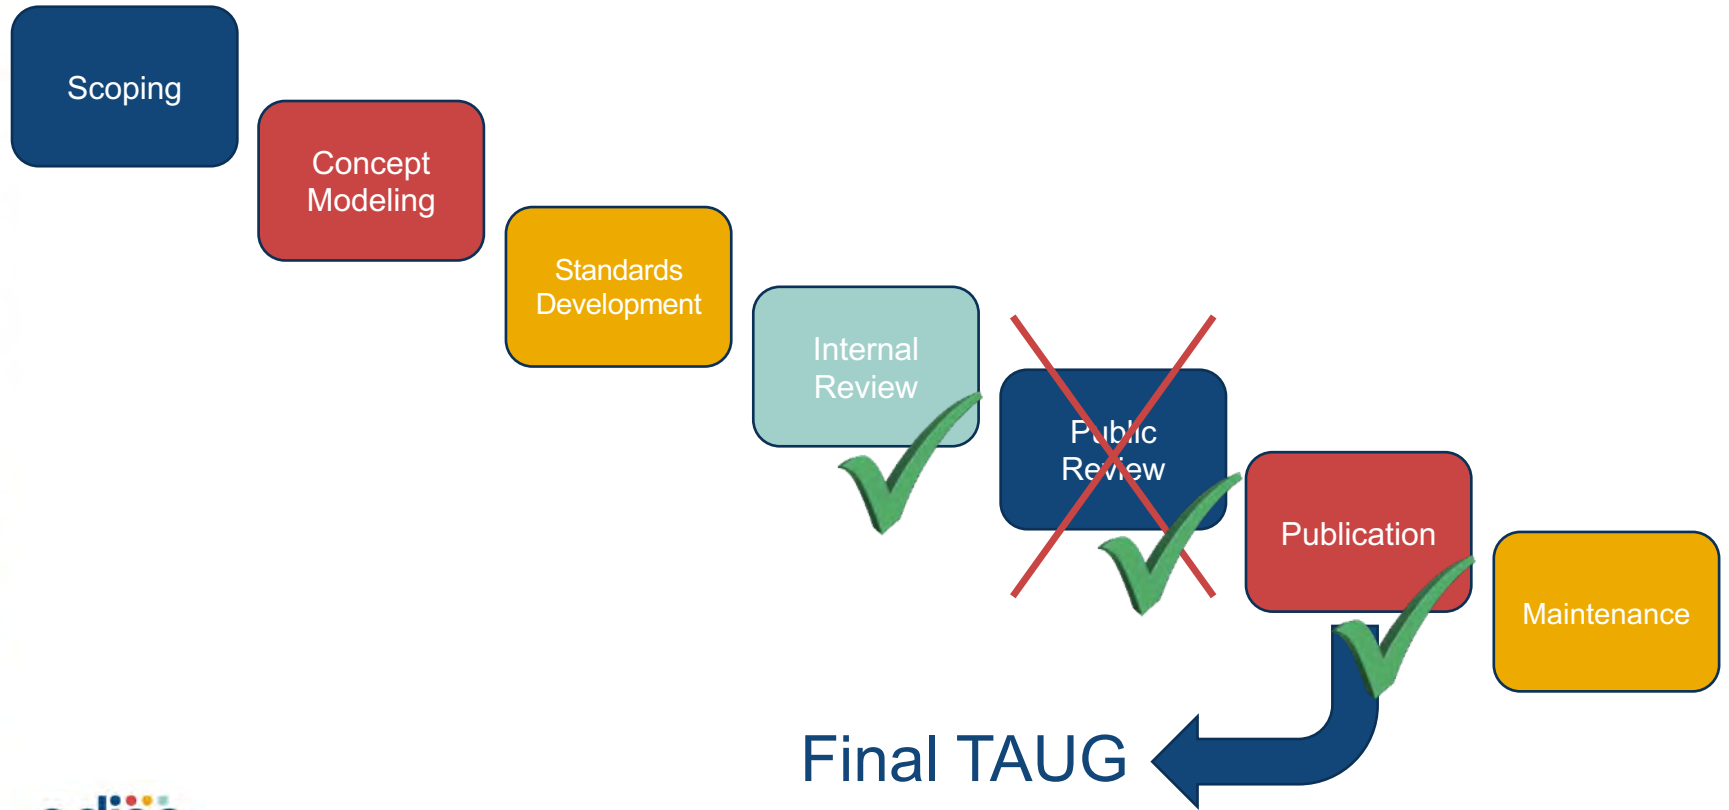 Scoping
Concept
Modeling
Standards
Development
Internal
Review
Public
Review
Publication
Maintenance
Final TAUG